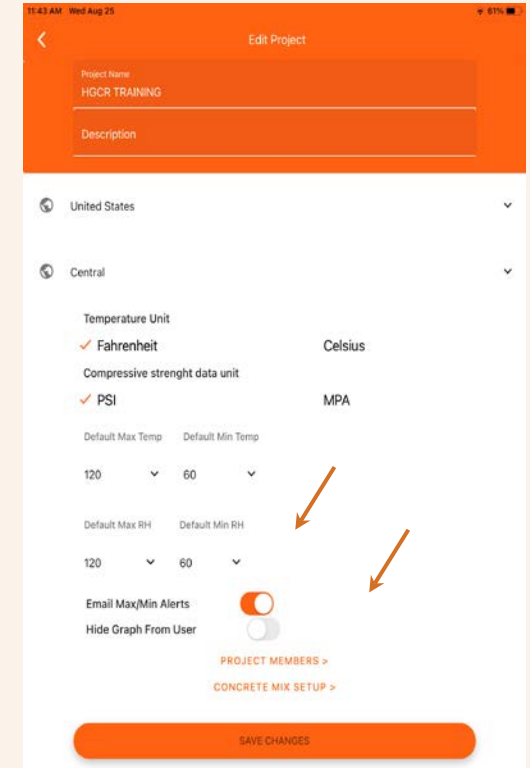 11:43 AM Wed Aug 25 61%
Edit Project
Project Name
HGCR TRAINING
Description
United States
Central
Temperature Unit
✓ Fahrenheit Celsius
Compressive strenght data unit
✓ PSI MPA
Default Max Temp Default Min Temp
120 60
Default Max RH Default Min RH
120 60
Email Max/Min Alerts
Hide Graph From User
PROJECT MEMBERS >
CONCRETE MIX SETUP >
SAVE CHANGES